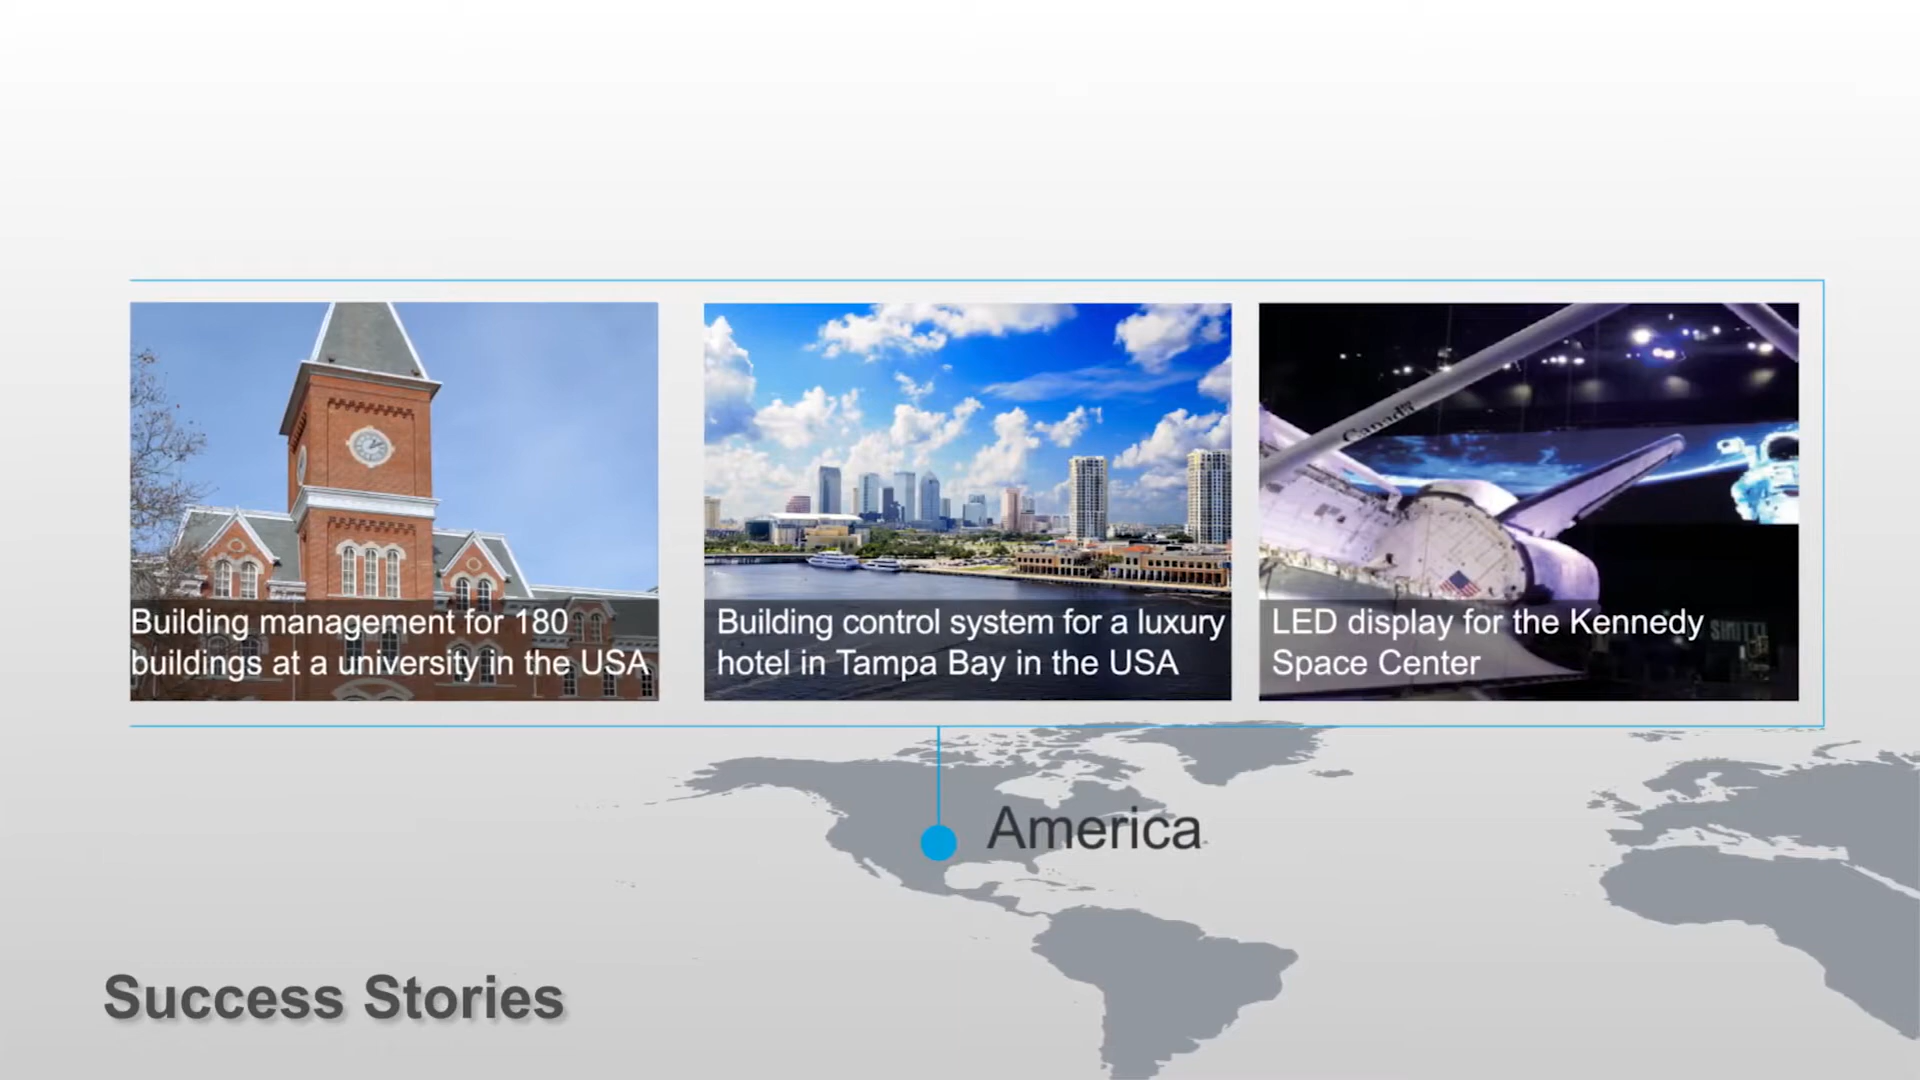 Building management for 180
buildings at a university in the USA
Building control system for a luxury
hotel in Tampa Bay in the USA
Canada
LED display for the Kennedy
Space Center
America
Success Stories